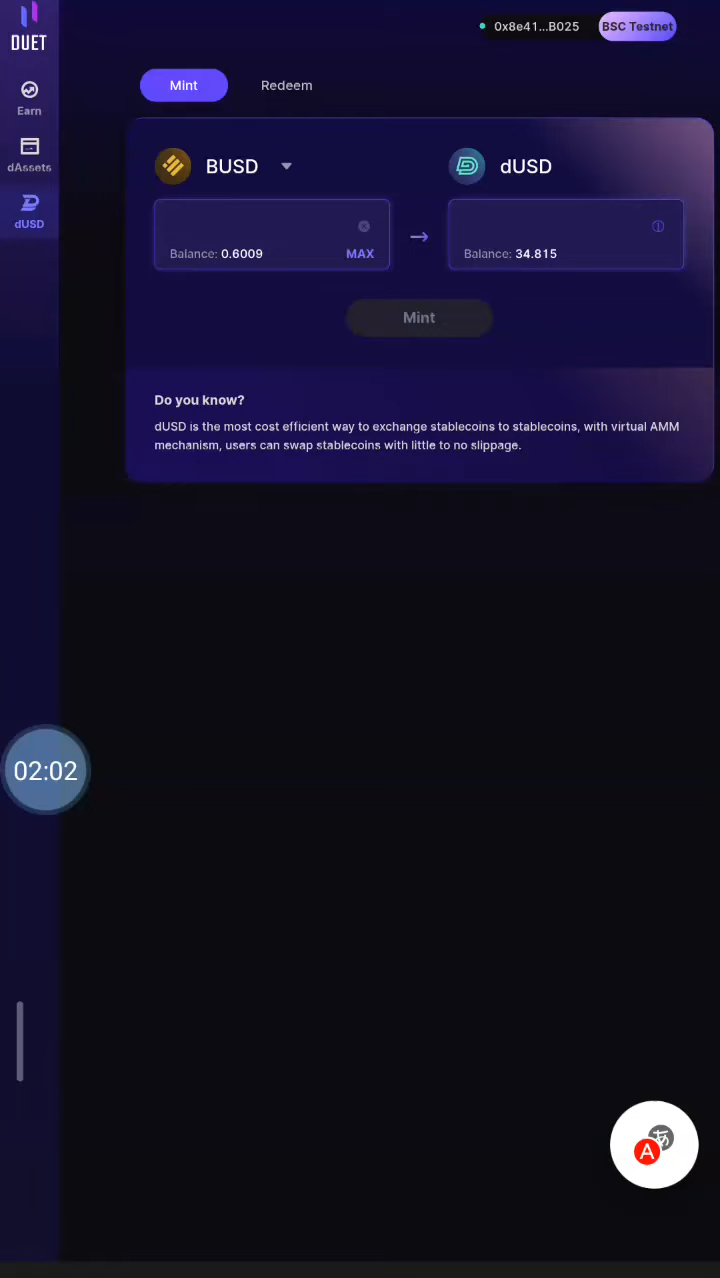 DUET
0x8e41...B025
BSC Testnet
Mint
Redeem
Earn
dAssets
dUSD
BUSD
dUSD
Balance: 0.6009
MAX
Balance: 34.815
Mint
Do you know?
dUSD is the most cost efficient way to exchange stablecoins to stablecoins, with virtual AMM
mechanism, users can swap stablecoins with little to no slippage.
02:02
あ
A